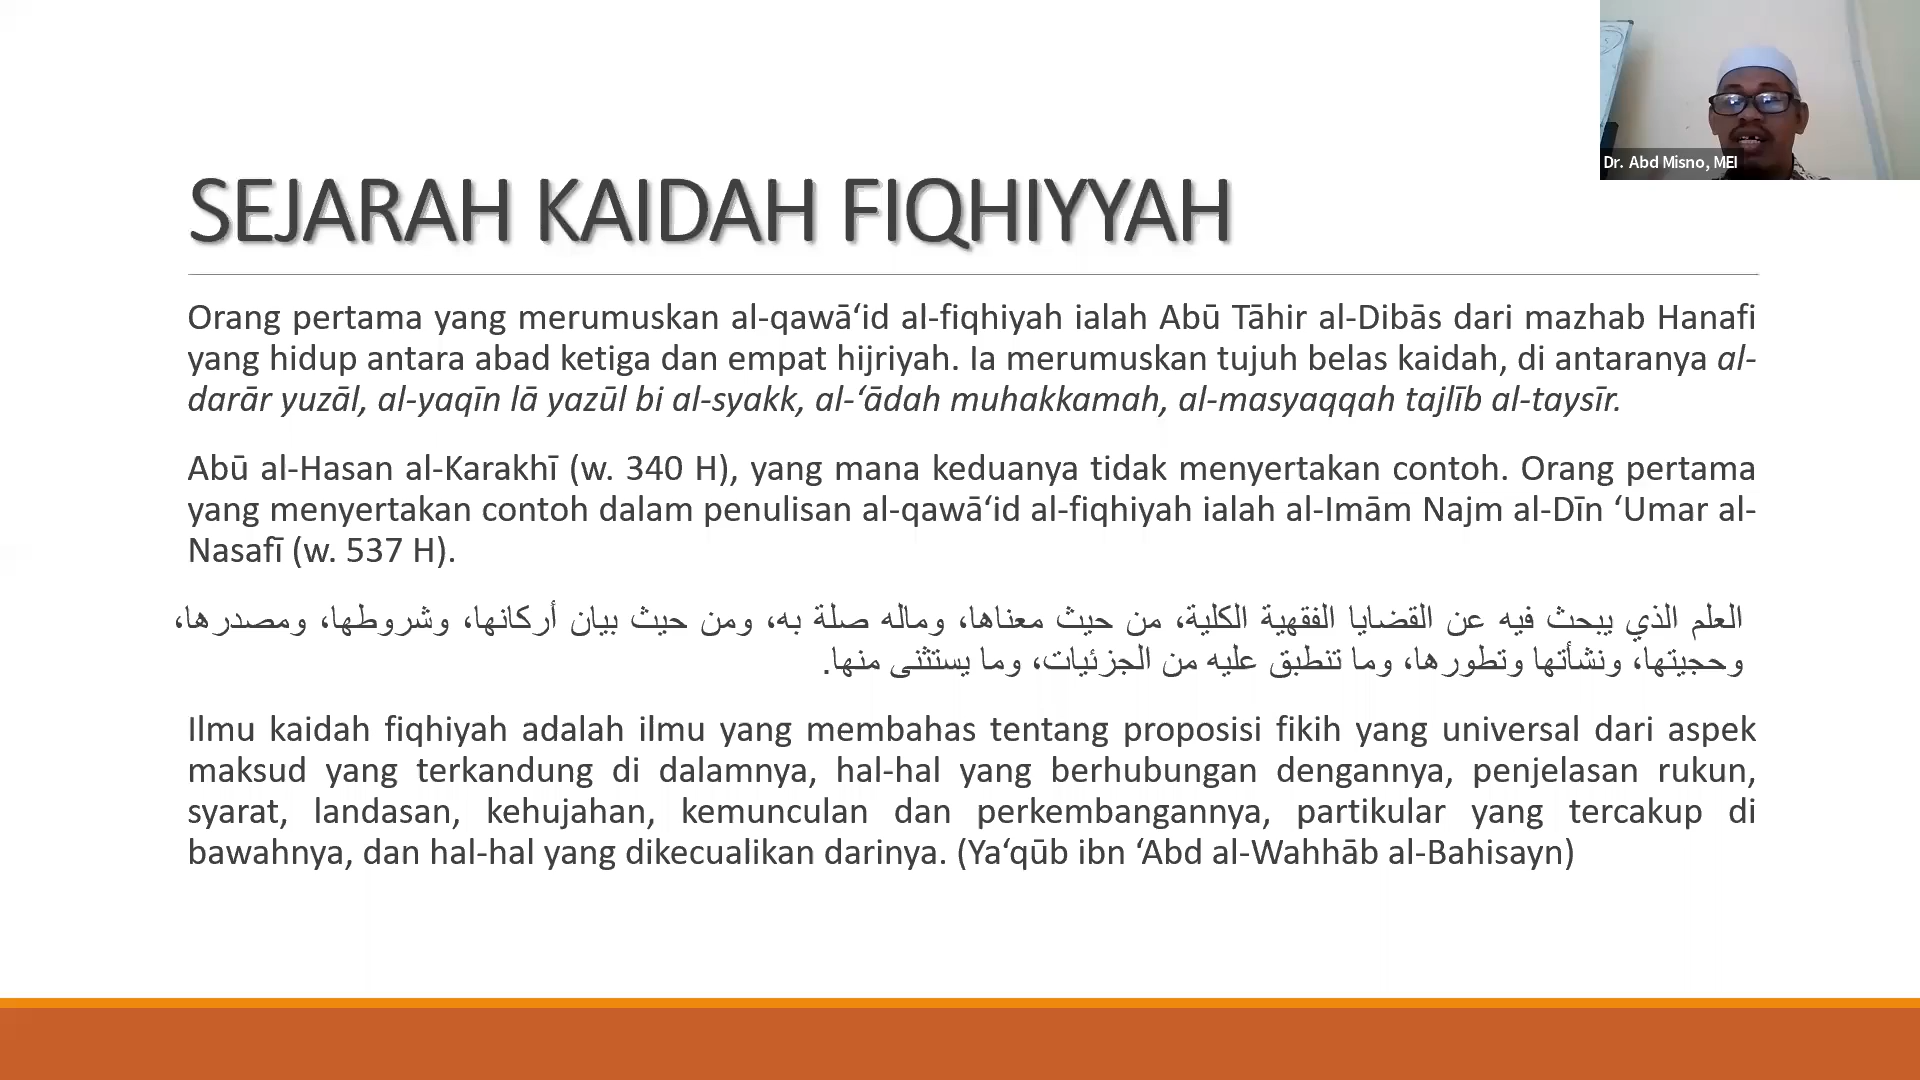 Dr. Abd Misno, MEI
SEJARAH KAIDAH FIQHIYYAH
Orang pertama yang merumuskan al-qawā‘id al-fiqhiyah ialah Abū Tāhir al-Dibās dari mazhab Hanafi
yang hidup antara abad ketiga dan empat hijriyah. Ia merumuskan tujuh belas kaidah, di antaranya al-
darār yuzāl, al-yaqīn lā yazūl bi al-syakk, al-‘ādah muhakkamah, al-masyaqqah tajlīb al-taysīr.
Abū al-Hasan al-Karakhī (w. 340 H), yang mana keduanya tidak menyertakan contoh. Orang pertama
yang menyertakan contoh dalam penulisan al-qawā‘id al-fiqhiyah ialah al-Imām Najm al-Dīn ‘Umar al-
Nasafī (w. 537 H).
العلم الذي يبحث فيه عن القضايا الفقهية الكلية، من حيث معناها، وماله صلة به، ومن حيث بيان أركانها، وشروطها، ومصدرها،
وحجيتها، ونشأتها وتطورها، وما تنطبق عليه من الجزئيات، وما يستثنى منها.
Ilmu kaidah fiqhiyah adalah ilmu yang membahas tentang proposisi fikih yang universal dari aspek
maksud yang terkandung di dalamnya, hal-hal yang berhubungan dengannya, penjelasan rukun,
syarat, landasan, kehujahan, kemunculan dan perkembangannya, partikular yang tercakup di
bawahnya, dan hal-hal yang dikecualikan darinya. (Ya‘qūb ibn ‘Abd al-Wahhāb al-Bahisayn)